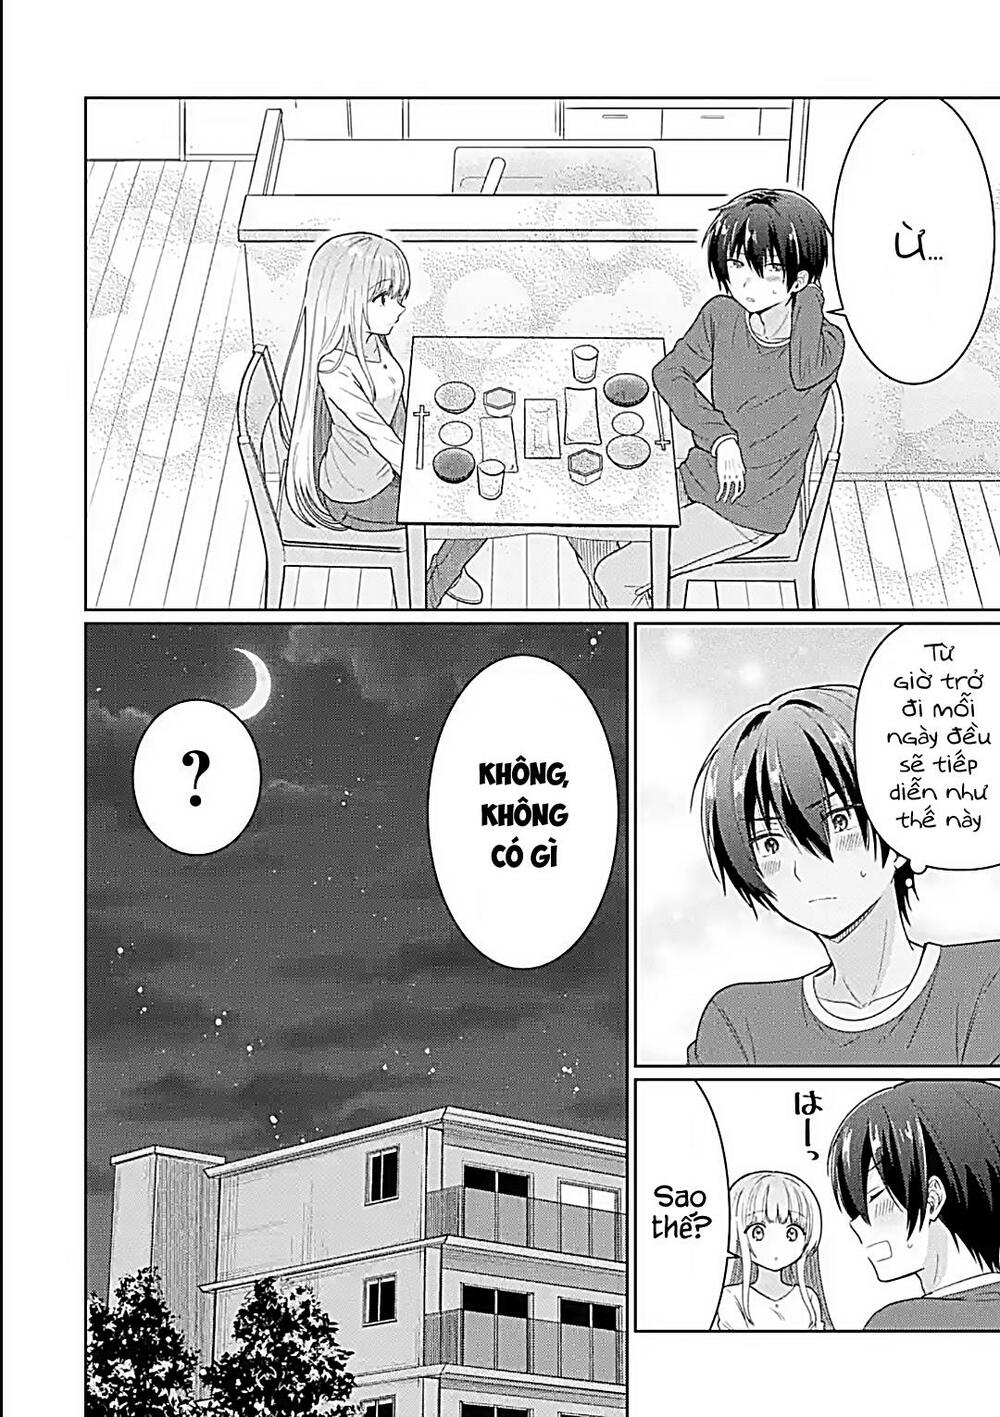 Ừ...
Từ
giờ trở
đi mỗi
ngày đều
sẽ tiếp
diễn như
thế này
はーっ
Sao
thế?
KHÔNG,
KHÔNG
CÓ GÌ
?